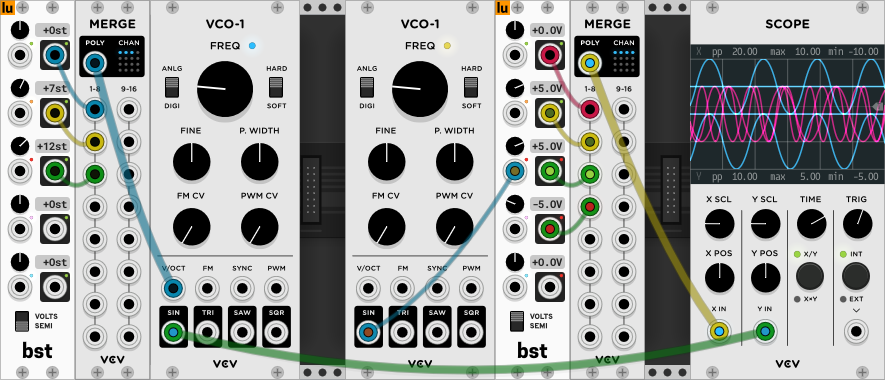 lu
+0st
+7st
+12st
+0st
+0st
VOLTS
SEMI
bst
MERGE
POLY CHAN
1-8 9-16
VCV
VCO-1
FREQ
ANLG HARD
DIGI SOFT
FINE P. WIDTH
FM CV PWM CV
V/OCT FM SYNC PWM
SIN TRI SAW SQR
VCV
VCO-1
FREQ
ANLG HARD
DIGI SOFT
FINE P. WIDTH
FM CV PWM CV
V/OCT FM SYNC PWM
SIN TRI SAW SQR
VCV
lu
+0.0V
+5.0V
+5.0V
-5.0V
+0.0V
VOLTS
SEMI
bst
MERGE
POLY CHAN
1-8 9-16
VCV
SCOPE
X pp 20.00 max 10.00 min -10.00
Y pp 10.00 max 5.00 min -5.00
X SCL Y SCL TIME TRIG
X POS Y POS X/Y INT
X×Y EXT
X IN Y IN
VCV